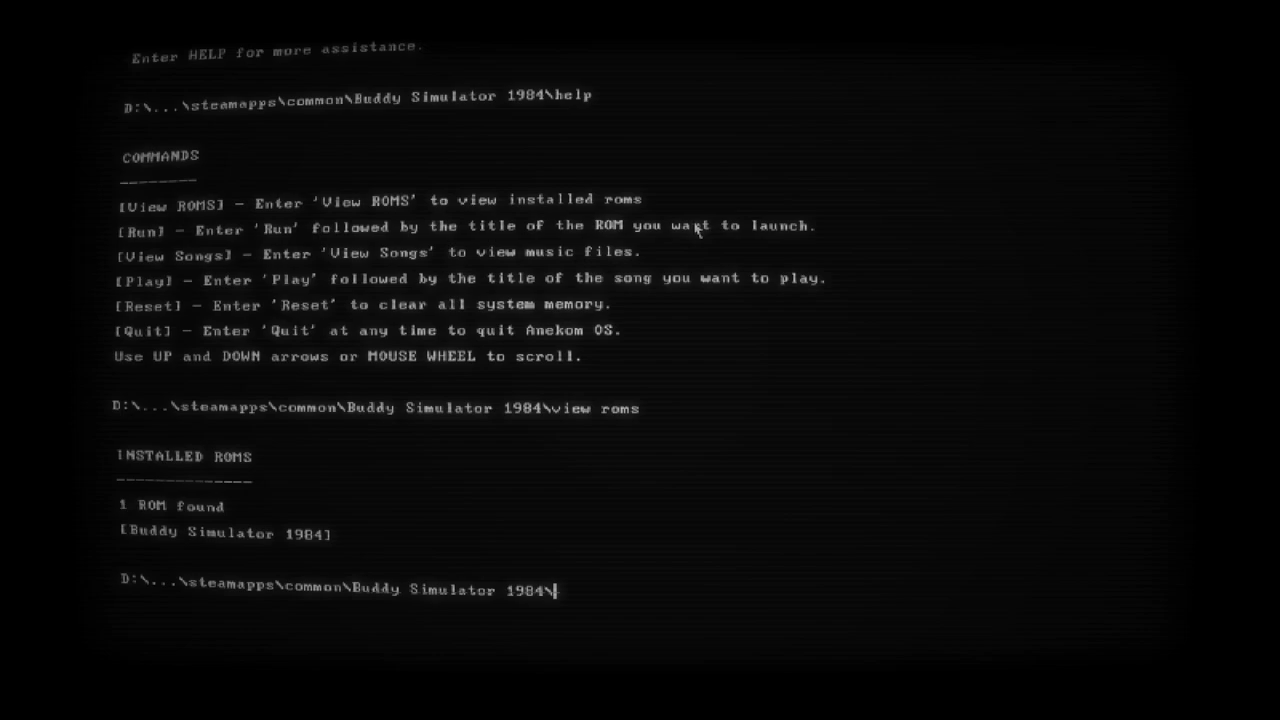 Enter HELP for more assistance.
D:\...\steamapps\common\Buddy Simulator 1984\help
COMMANDS
--------
[View ROMS] - Enter 'View ROMS' to view installed roms
[Run] - Enter 'Run' followed by the title of the ROM you want to launch.
[View Songs] - Enter 'View Songs' to view music files.
[Play] - Enter 'Play' followed by the title of the song you want to play.
[Reset] - Enter 'Reset' to clear all system memory.
[Quit] - Enter 'Quit' at any time to quit Anekom OS.
Use UP and DOWN arrows or MOUSE WHEEL to scroll.
D:\...\steamapps\common\Buddy Simulator 1984\view roms
INSTALLED ROMS
--------------
1 ROM found
[Buddy Simulator 1984]
D:\...\steamapps\common\Buddy Simulator 1984\